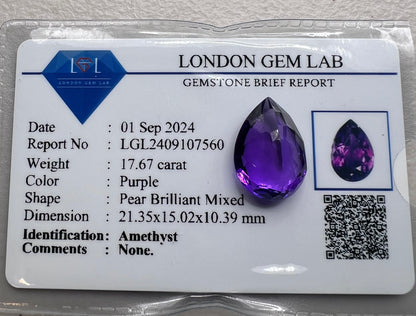 L L
LONDON GEM LAB
LONDON GEM LAB
GEMSTONE BRIEF REPORT
Date : 01 Sep 2024
Report No : LGL2409107560
Weight : 17.67 carat
Color : Purple
Shape : Pear Brilliant Mixed
Dimension : 21.35x15.02x10.39 mm
Identification: Amethyst
Comments : None.